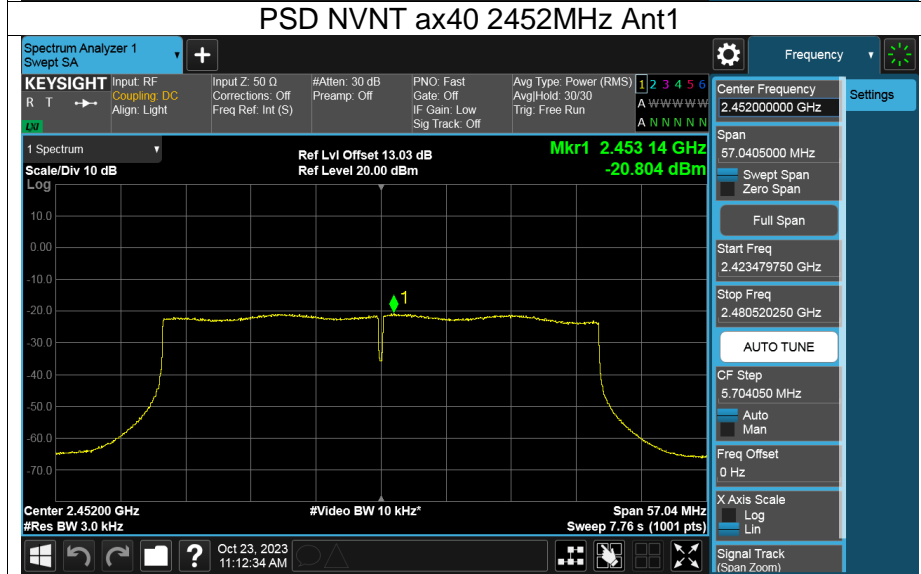 PSD NVNT ax40 2452MHz Ant1
Spectrum Analyzer 1
Swept SA
+
Frequency
KEYSIGHT
R T
LXI
Input: RF
Coupling: DC
Align: Light
Input Z: 50 Ω
Corrections: Off
Freq Ref: Int (S)
#Atten: 30 dB
Preamp: Off
PNO: Fast
Gate: Off
IF Gain: Low
Sig Track: Off
Avg Type: Power (RMS)
Avg|Hold: 30/30
Trig: Free Run
1 2 3 4 5 6
A W W W W W
A N N N N N
Settings
1 Spectrum
Scale/Div 10 dB
Log
Ref Lvl Offset 13.03 dB
Ref Level 20.00 dBm
Mkr1 2.453 14 GHz
-20.804 dBm
10.0
0.00
-10.0
-20.0
-30.0
-40.0
-50.0
-60.0
-70.0
1
Center 2.45200 GHz
#Res BW 3.0 kHz
#Video BW 10 kHz*
Span 57.04 MHz
Sweep 7.76 s (1001 pts)
Center Frequency
2.452000000 GHz
Span
57.0405000 MHz
Swept Span
Zero Span
Full Span
Start Freq
2.423479750 GHz
Stop Freq
2.480520250 GHz
AUTO TUNE
CF Step
5.704050 MHz
Auto
Man
Freq Offset
0 Hz
X Axis Scale
Log
Lin
Signal Track
(Span Zoom)
?
Oct 23, 2023
11:12:34 AM